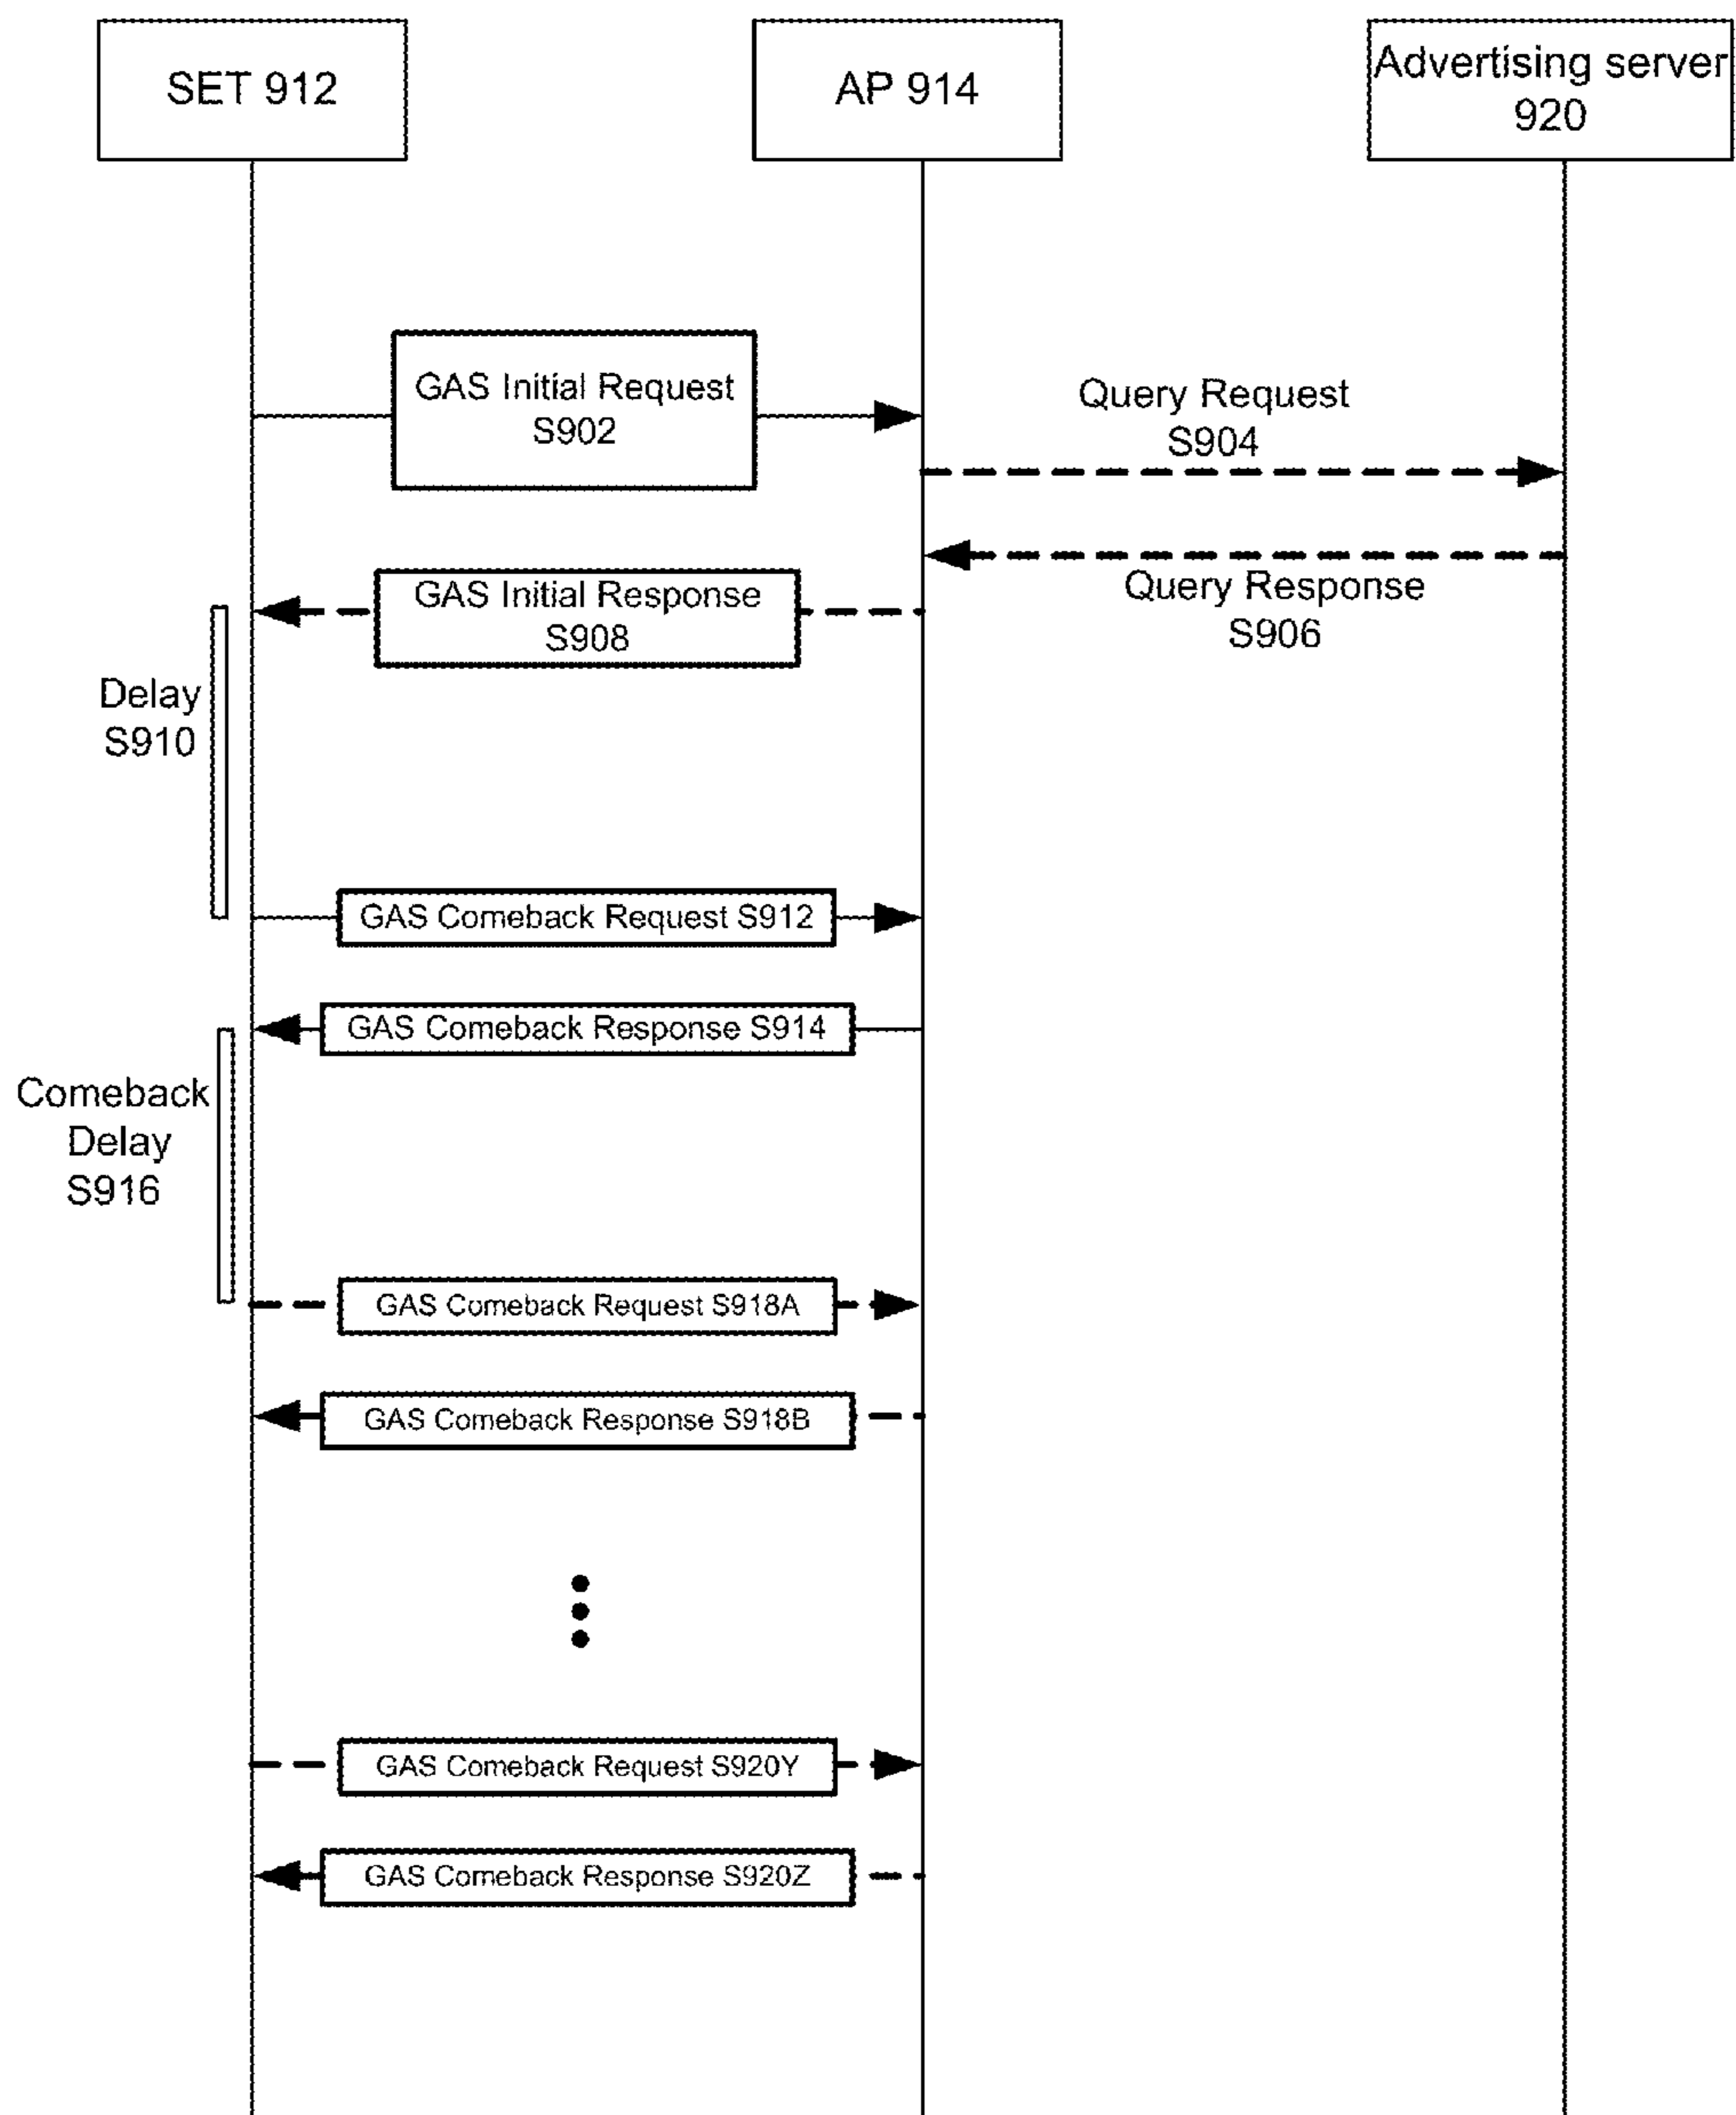 SET 912
AP 914
Advertising server
920
GAS Initial Request
S902
Query Request
S904
GAS Initial Response
S908
Query Response
S906
Delay
S910
GAS Comeback Request S912
GAS Comeback Response S914
Comeback
Delay
S916
GAS Comeback Request S918A
GAS Comeback Response S918B
GAS Comeback Request S920Y
GAS Comeback Response S920Z